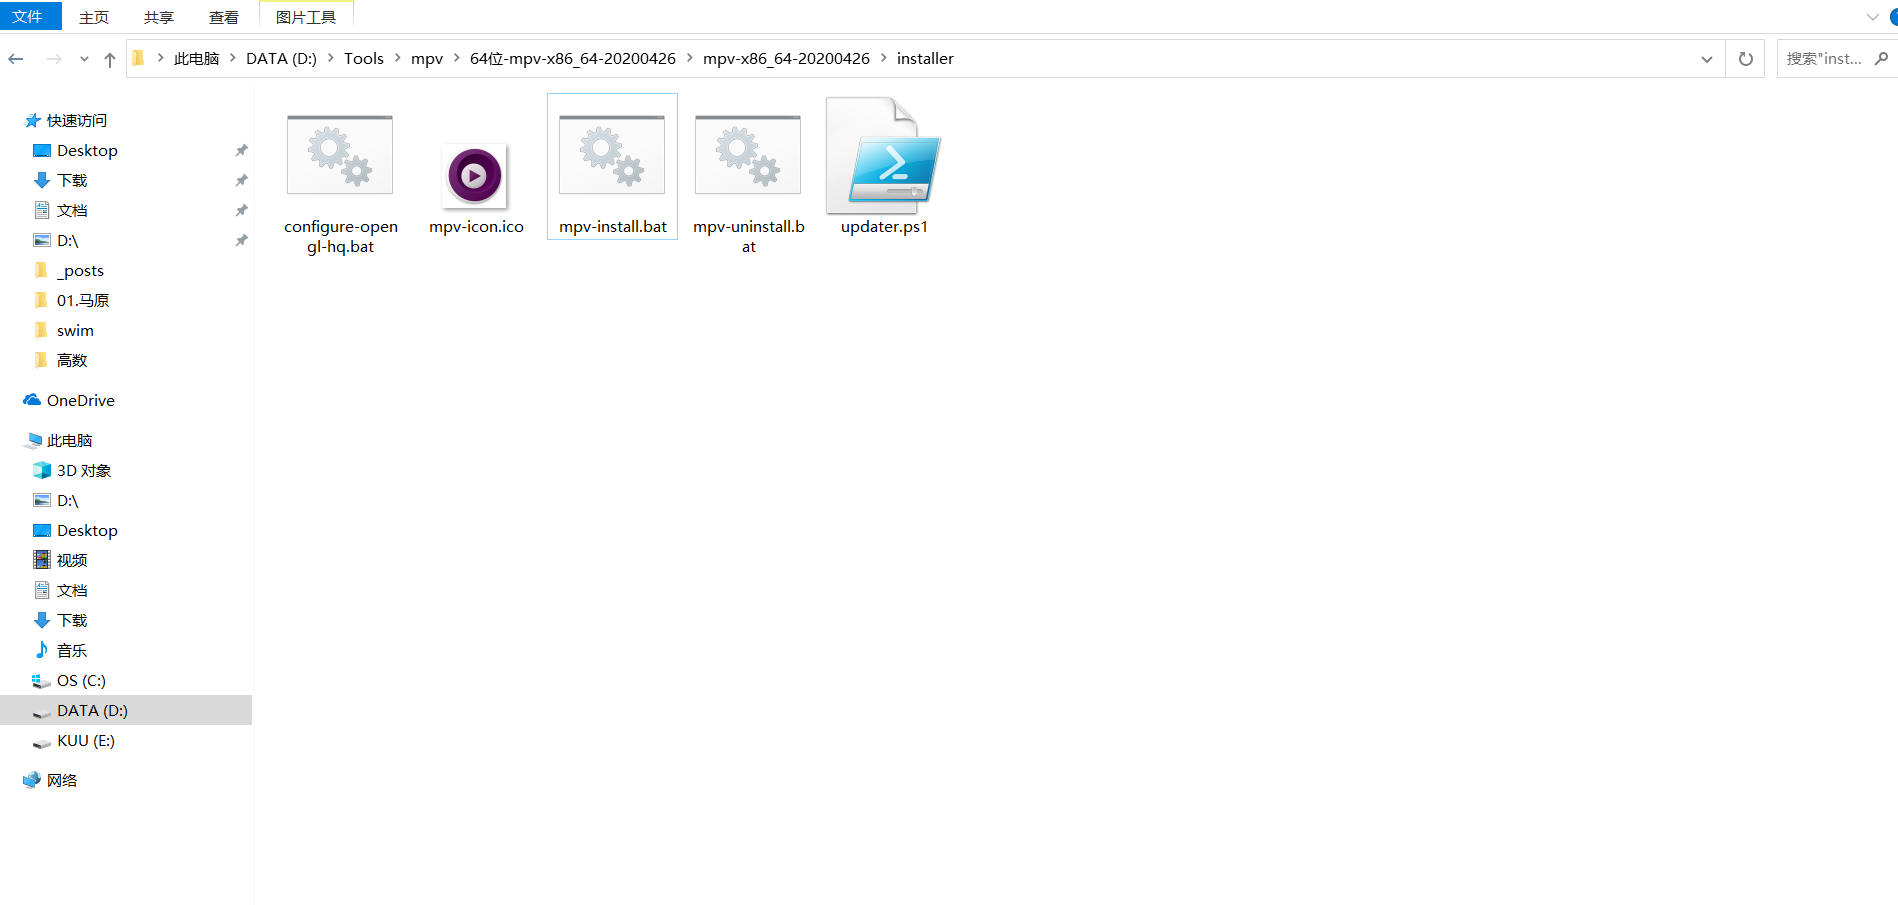 文件 主页 共享 查看 图片工具
此电脑 DATA (D:) Tools mpv 64位-mpv-x86_64-20200426 mpv-x86_64-20200426 installer
搜索"inst...
快速访问
Desktop
下载
文档
D:\
_posts
01.马原
swim
高数
OneDrive
此电脑
3D 对象
D:\
Desktop
视频
文档
下载
音乐
OS (C:)
DATA (D:)
KUU (E:)
网络
configure-open
gl-hq.bat
mpv-icon.ico
mpv-install.bat
mpv-uninstall.b
at
updater.ps1